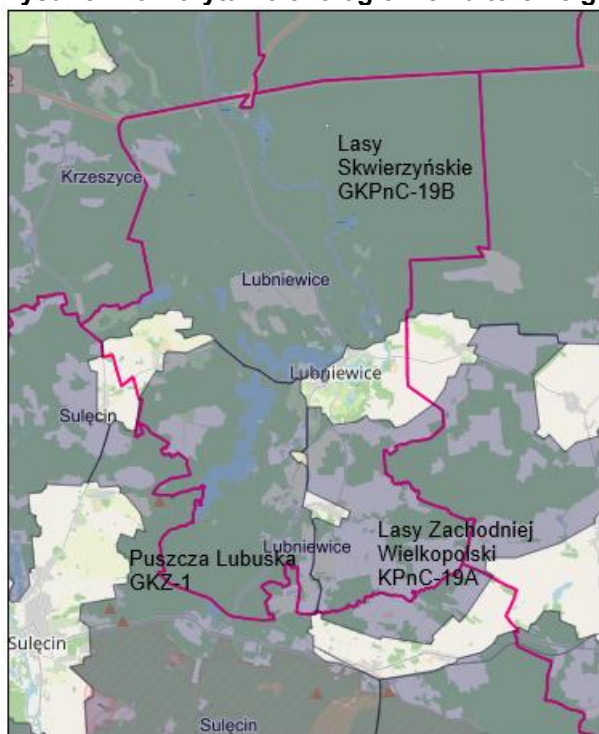 2
Lasy
Skwierzyńskie
GKPnC-19B
Krzeszyce
Lubniewice
Lubniewice
Sulęcin
Lasy Zachodniej
Wielkopolski
KPnC-19A
Puszcza Lubuska
GKZ-1
Lubniewice
Sulęcin
Sulęcin